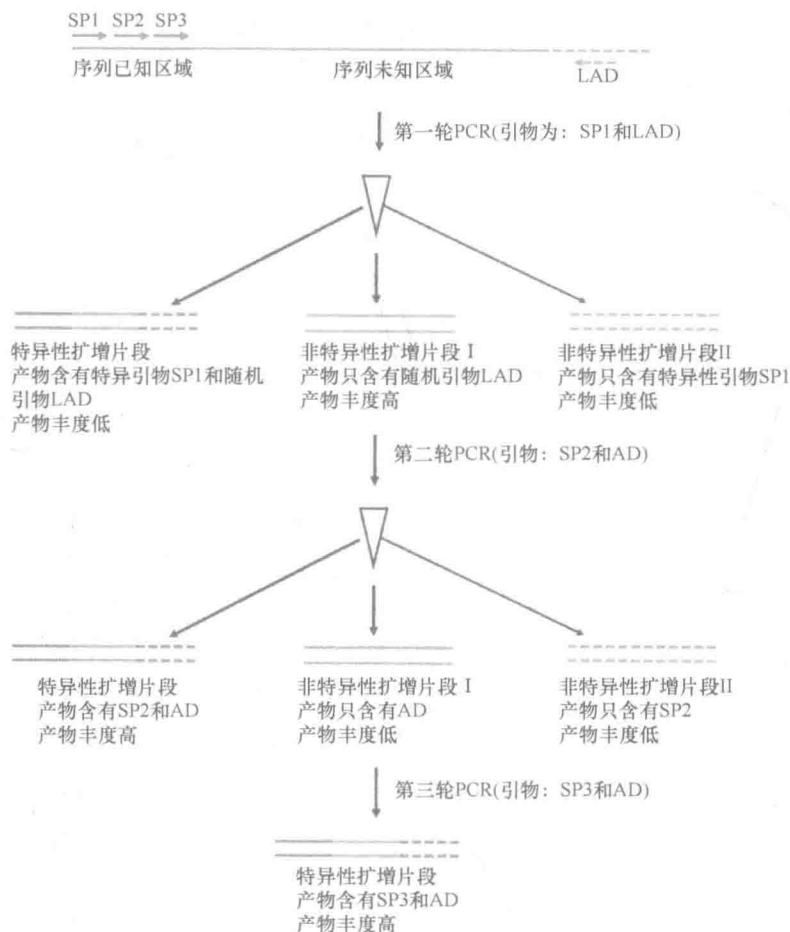 SP1 SP2 SP3
序列已知区域
序列未知区域
LAD
第一轮PCR(引物为：SP1和LAD)
特异性扩增片段
产物含有特异引物SP1和随机
引物LAD
产物丰度低
非特异性扩增片段Ⅰ
产物只含有随机引物LAD
产物丰度高
非特异性扩增片段II
产物只含有特异性引物SP1
产物丰度低
第二轮PCR(引物：SP2和AD)
特异性扩增片段
产物含有SP2和AD
产物丰度高
非特异性扩增片段Ⅰ
产物只含有AD
产物丰度低
非特异性扩增片段II
产物只含有SP2
产物丰度低
第三轮PCR(引物：SP3和AD)
特异性扩增片段
产物含有SP3和AD
产物丰度高